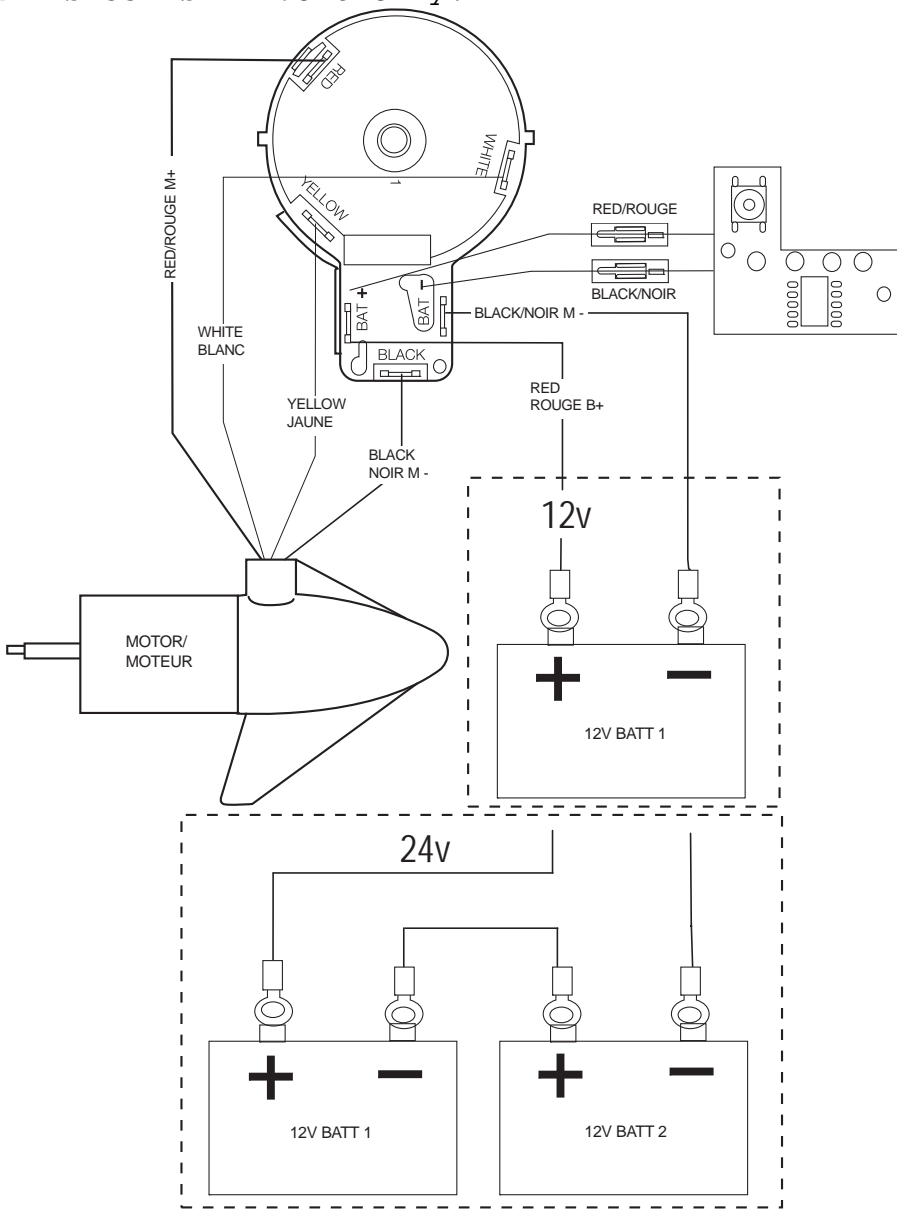 RED
WHITE
YELLOW
1
RED/ROUGE M+
RED/ROUGE
BLACK/NOIR
BAT +
BAT -
BLACK/NOIR M -
BLACK
WHITE
BLANC
YELLOW
JAUNE
RED
ROUGE B+
BLACK
NOIR M -
12v
MOTOR/
MOTEUR
+ -
12V BATT 1
24v
+ - + -
12V BATT 1
12V BATT 2